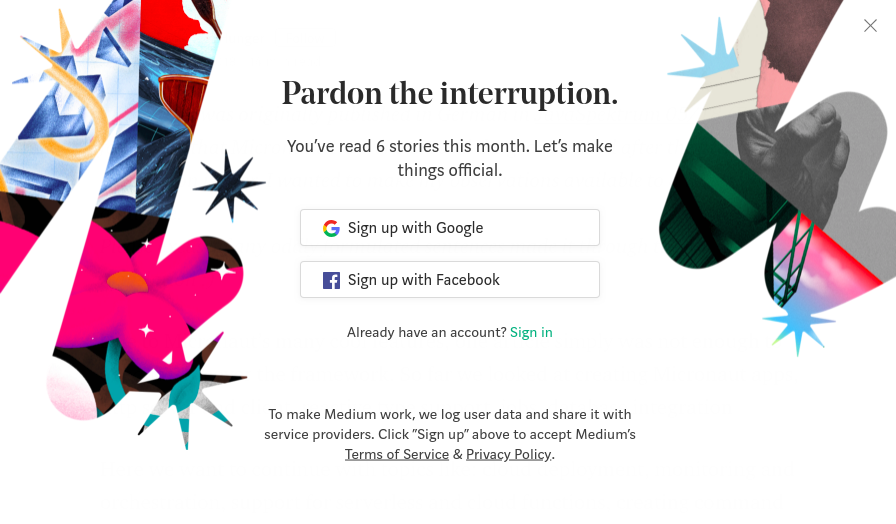 Pardon the interruption.
You’ve read 6 stories this month. Let’s make
things official.
Sign up with Google
Sign up with Facebook
Already have an account? Sign in
To make Medium work, we log user data and share it with
service providers. Click ”Sign up” above to accept Medium’s
Terms of Service & Privacy Policy.